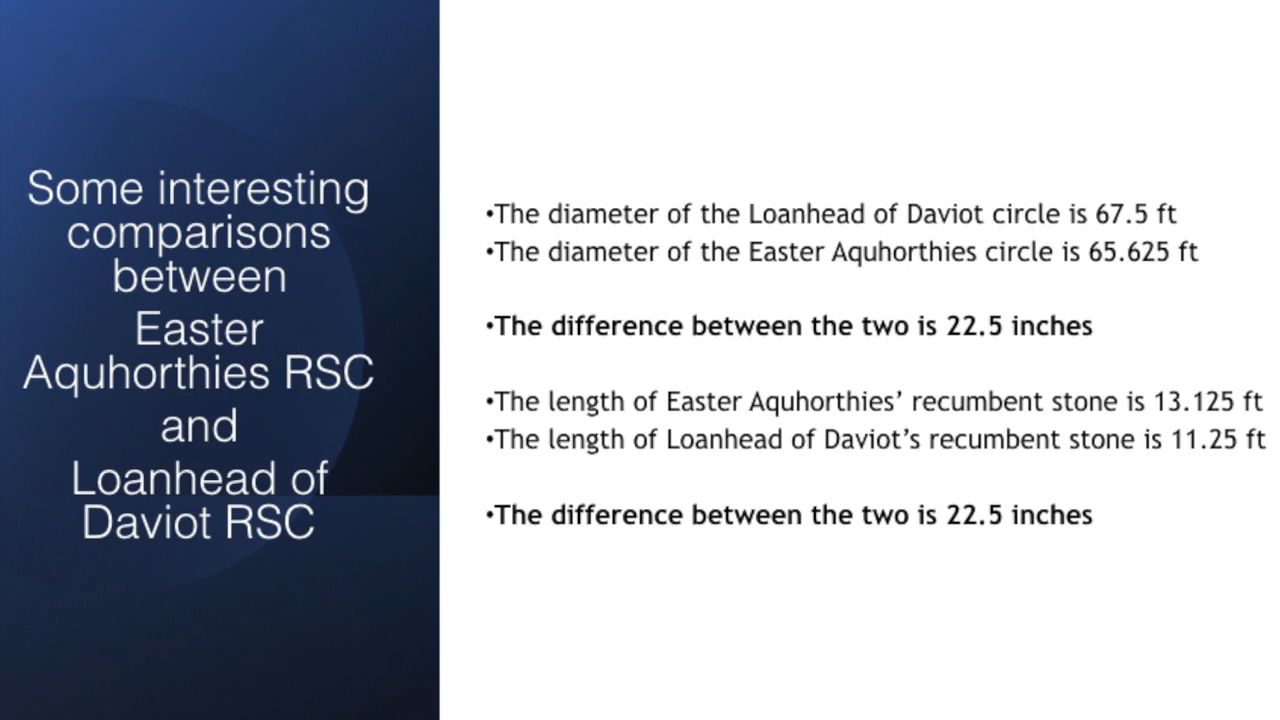 Some interesting
comparisons
between
Easter
Aquhorthies RSC
and
Loanhead of
Daviot RSC
•The diameter of the Loanhead of Daviot circle is 67.5 ft
•The diameter of the Easter Aquhorthies circle is 65.625 ft
•The difference between the two is 22.5 inches
•The length of Easter Aquhorthies’ recumbent stone is 13.125 ft
•The length of Loanhead of Daviot’s recumbent stone is 11.25 ft
•The difference between the two is 22.5 inches